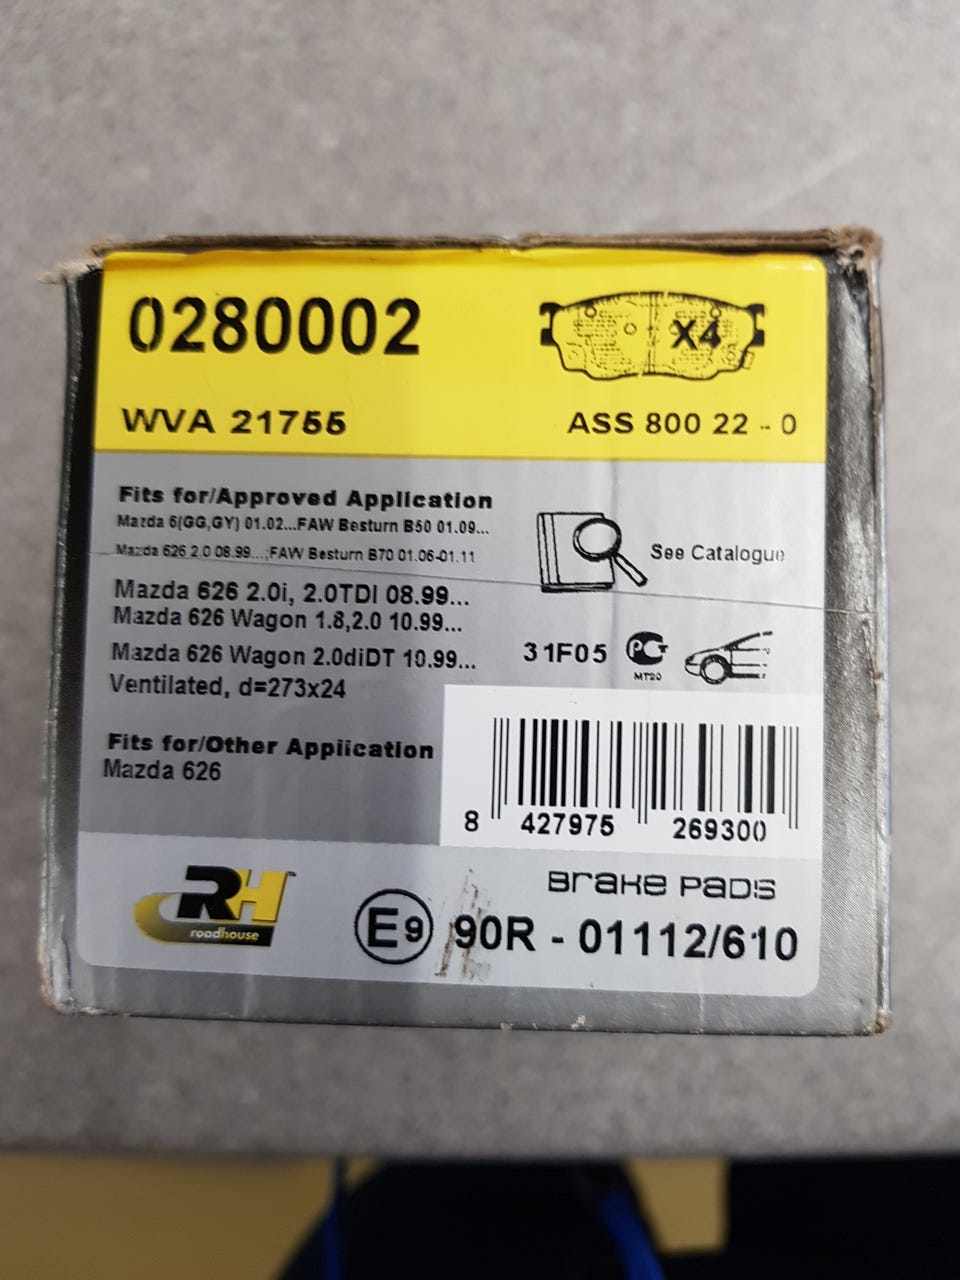 0280002
X4
WVA 21755
ASS 800 22 - 0
Fits for/Approved Application
Mazda 6(GG,GY) 01.02...FAW Besturn B50 01.09...
Mazda 626 2.0 08.99...;FAW Besturn B70 01.06-01.11
Mazda 626 2.0i, 2.0TDI 08.99...
Mazda 626 Wagon 1.8,2.0 10.99...
Mazda 626 Wagon 2.0diDT 10.99...
Ventilated, d=273x24
See Catalogue
31F05
PCT
MT20
Fits for/Other Application
Mazda 626
8 427975 269300
RH
roadhouse
Brake Pads
E9 90R - 01112/610